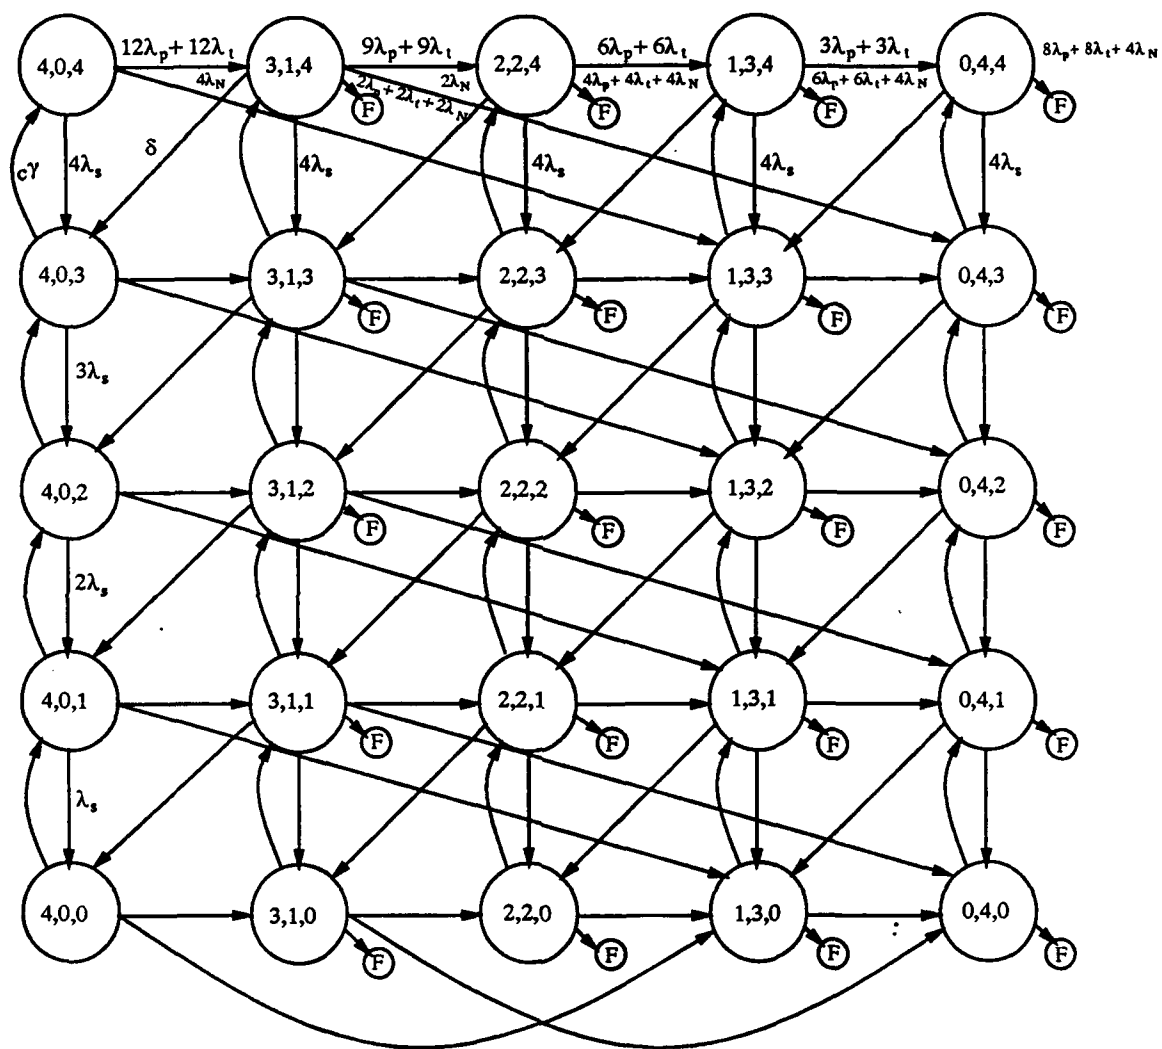 12λp + 12λt 9λp + 9λt 6λp + 6λt 3λp + 3λt 8λp + 8λt + 4λN
4,0,4 3,1,4 2,2,4 1,3,4 0,4,4
4λN 2λp + 2λt + 2λN 2λN 4λp + 4λt + 4λN 6λp + 6λt + 4λN
F F F F F
cγ 4λs δ 4λs 4λs 4λs 4λs
4,0,3 3,1,3 2,2,3 1,3,3 0,4,3
F F F F F
3λs
4,0,2 3,1,2 2,2,2 1,3,2 0,4,2
F F F F F
2λs
4,0,1 3,1,1 2,2,1 1,3,1 0,4,1
F F F F F
λs
4,0,0 3,1,0 2,2,0 1,3,0 0,4,0
F F F F F